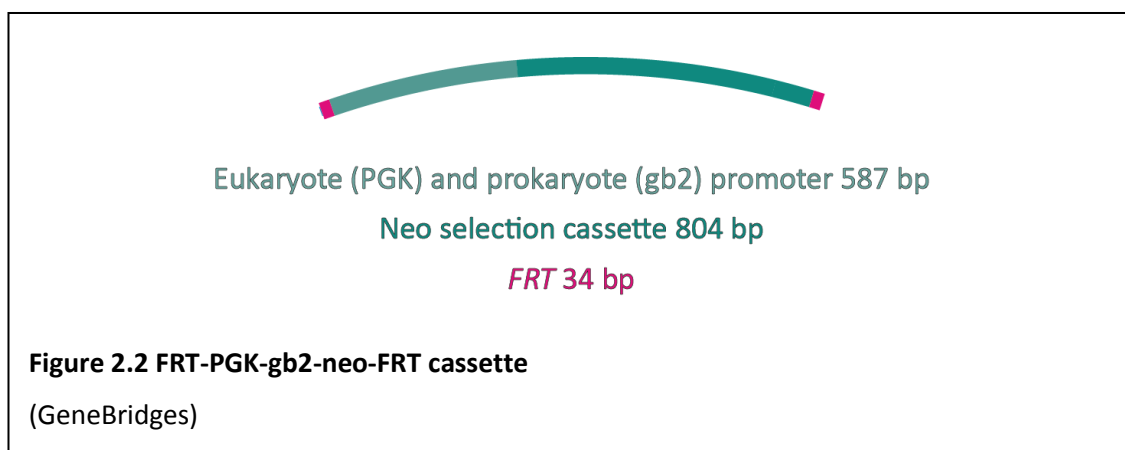 Eukaryote (PGK) and prokaryote (gb2) promoter 587 bp
Neo selection cassette 804 bp
FRT 34 bp
Figure 2.2 FRT-PGK-gb2-neo-FRT cassette
(GeneBridges)